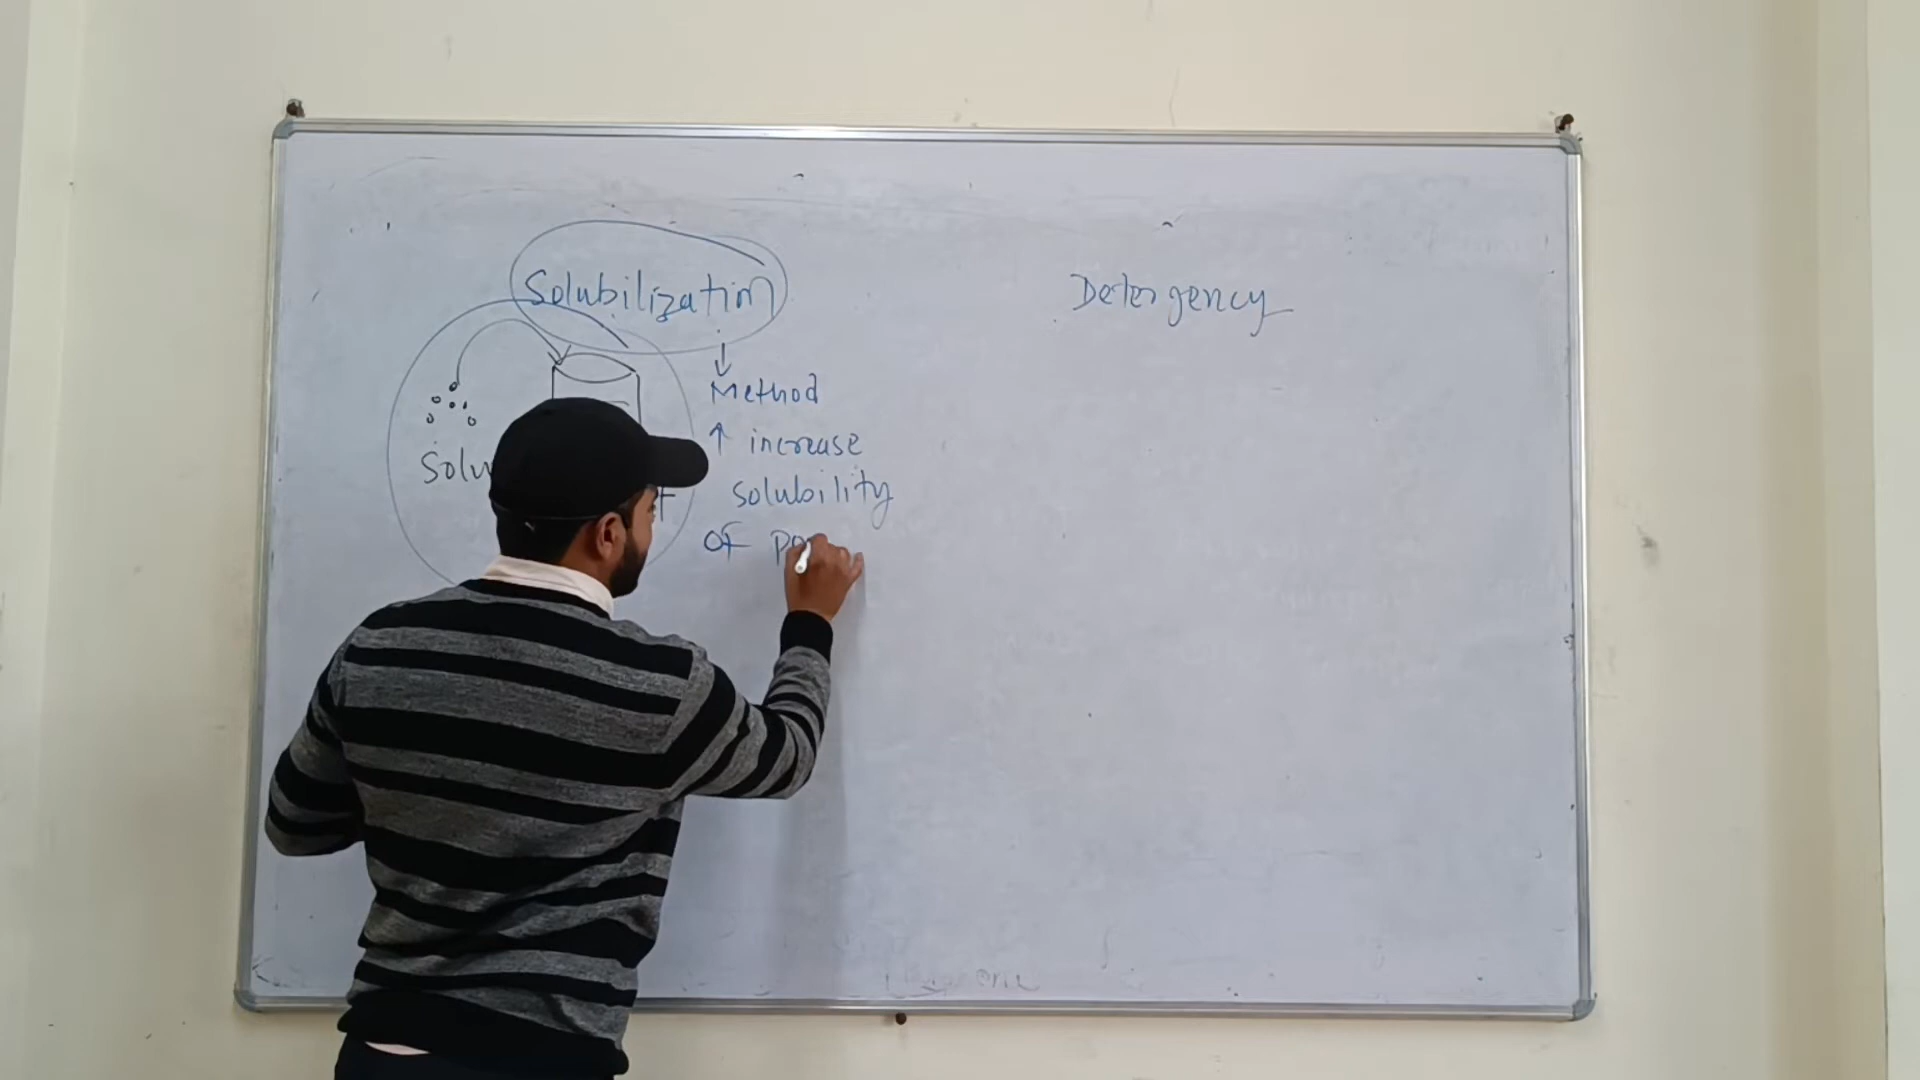 Solubilization
Detergency
Method
↑ increase
solubility
of